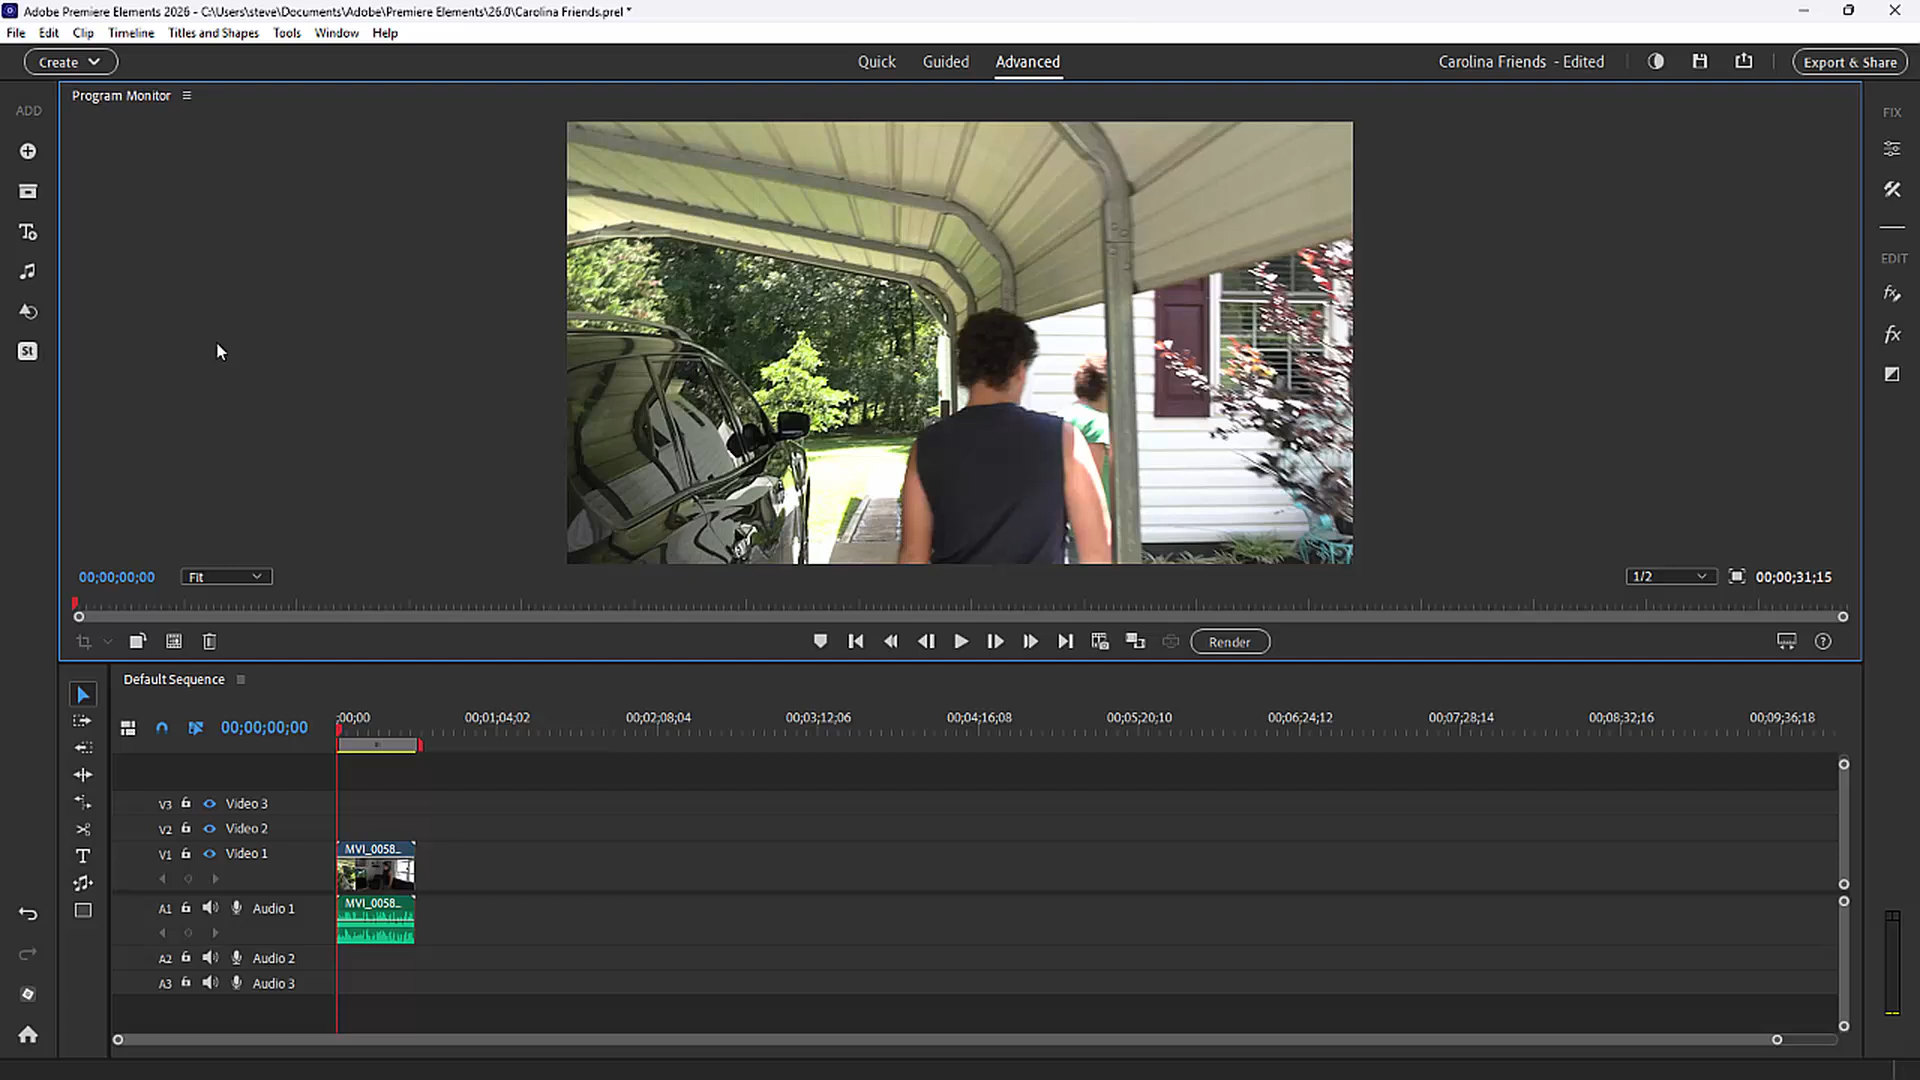 Adobe Premiere Elements 2026 - C:\Users\steve\Documents\Adobe\Premiere Elements\26.0\Carolina Friends.prel *
File Edit Clip Timeline Titles and Shapes Tools Window Help
Create
Quick Guided Advanced
Carolina Friends - Edited
Export & Share
ADD
Program Monitor
FIX
St
EDIT
fx
00;00;00;00
Fit
1/2
00;00;31;15
Render
Default Sequence
00;00;00;00
;00;00 00;01;04;02 00;02;08;04 00;03;12;06 00;04;16;08 00;05;20;10 00;06;24;12 00;07;28;14 00;08;32;16 00;09;36;18
V3 Video 3
V2 Video 2
V1 Video 1
MVI_0058_
T
A1 Audio 1
MVI_0058_
A2 Audio 2
A3 Audio 3